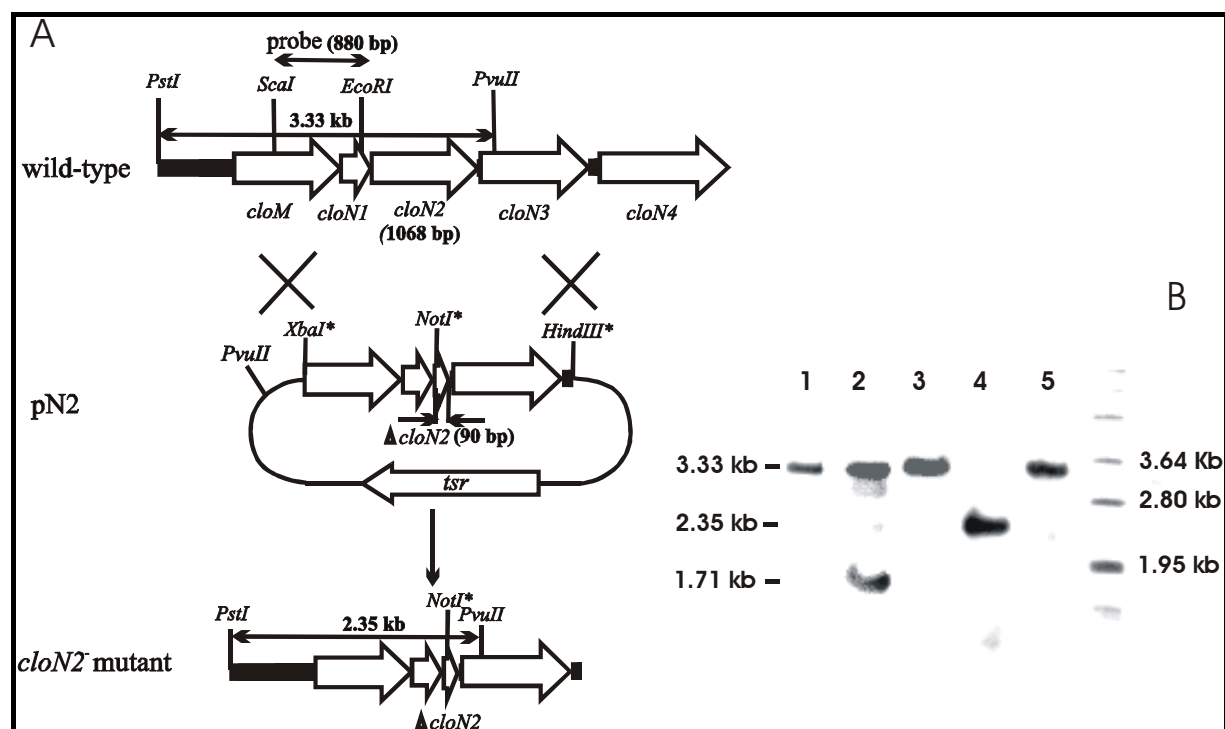 A
probe (880 bp)
PstI ScaI EcoRI PvuII
3.33 kb
wild-type
cloM cloN1 cloN2 cloN3 cloN4
(1068 bp)
B
XbaI* NotI* HindIII*
PvuII
pN2
ΔcloN2 (90 bp)
tsr
1 2 3 4 5
3.33 kb – 3.64 Kb
2.80 kb
2.35 kb –
1.95 kb
1.71 kb –
NotI*
PstI PvuII
2.35 kb
cloN2- mutant
ΔcloN2